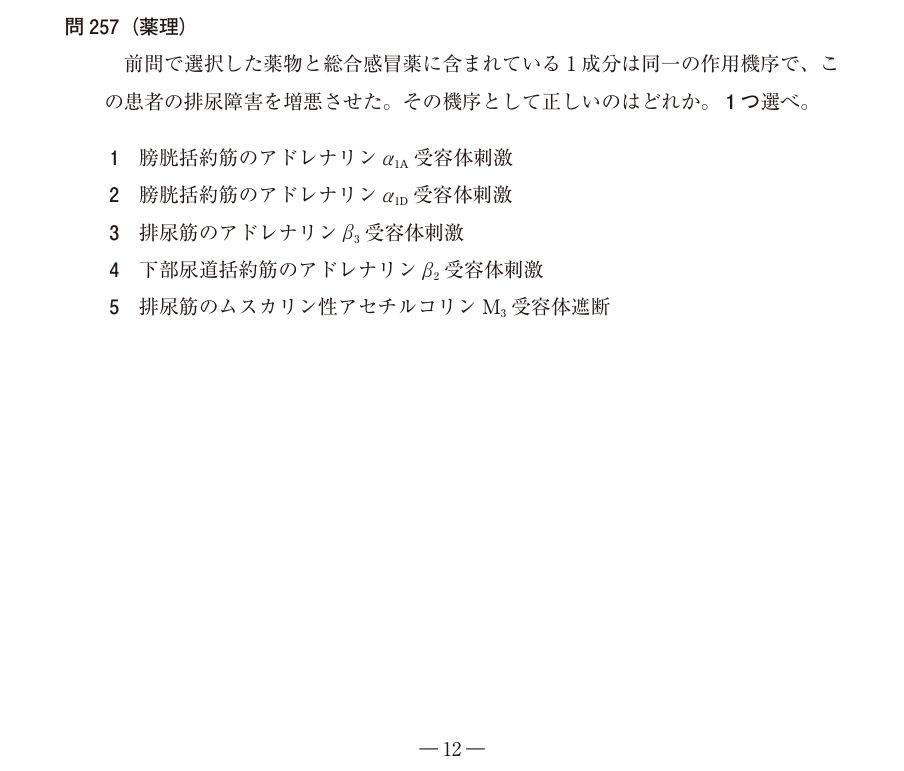 問 257（薬理）
前問で選択した薬物と総合感冒薬に含まれている１成分は同一の作用機序で、こ
の患者の排尿障害を増悪させた。その機序として正しいのはどれか。１つ選べ。
1 膀胱括約筋のアドレナリン α1A 受容体刺激
2 膀胱括約筋のアドレナリン α1D 受容体刺激
3 排尿筋のアドレナリン β3 受容体刺激
4 下部尿道括約筋のアドレナリン β2 受容体刺激
5 排尿筋のムスカリン性アセチルコリン M3 受容体遮断
— 12 —